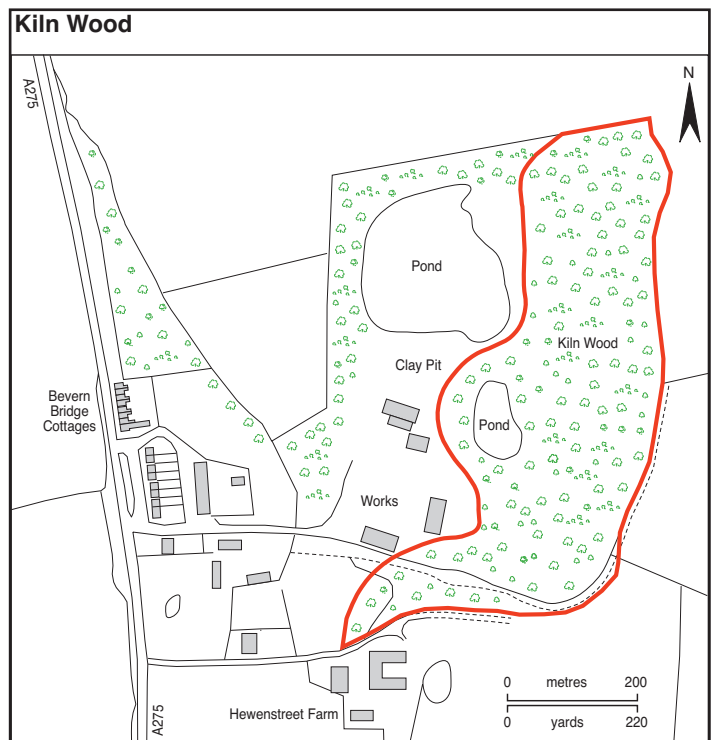 Kiln Wood
A275
N
Pond
Kiln Wood
Clay Pit
Bevern
Bridge
Cottages
Pond
Works
0 metres 200
0 yards 220
A275
Hewenstreet Farm